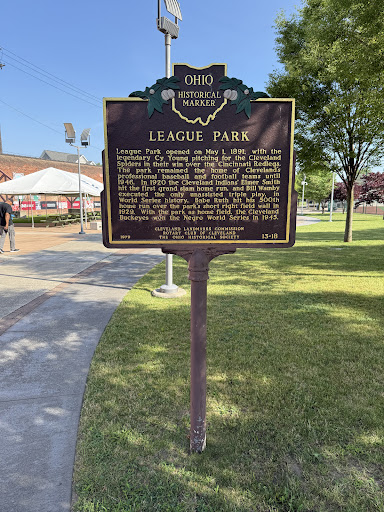 OHIO
HISTORICAL
MARKER
LEAGUE PARK
League Park opened on May 1, 1891, with the
legendary Cy Young pitching for the Cleveland
Spiders in their win over the Cincinnati Redlegs.
The park remained the home of Cleveland's
professional baseball and football teams until
1946. In 1920 the Cleveland Indians' Elmer Smith
hit the first grand slam home run, and Bill Wamby
executed the only unassisted triple play, in
World Series history. Babe Ruth hit his 500th
home run over the park's short right field wall in
1929. With the park as home field, the Cleveland
Buckeyes won the Negro World Series in 1945.
CLEVELAND LANDMARKS COMMISSION
ROTARY CLUB OF CLEVELAND
1979 THE OHIO HISTORICAL SOCIETY 13-18